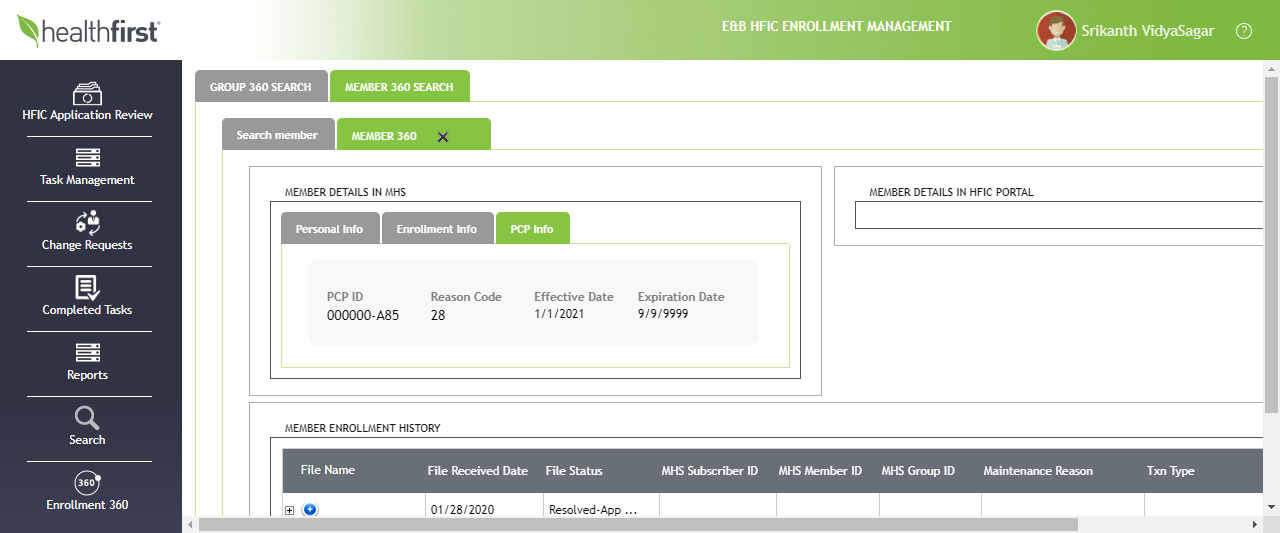 healthfirst
E&B HFIC ENROLLMENT MANAGEMENT
Srikanth VidyaSagar
?
HFIC Application Review
Task Management
Change Requests
Completed Tasks
Reports
Search
360
Enrollment 360
GROUP 360 SEARCH
MEMBER 360 SEARCH
Search member
MEMBER 360
MEMBER DETAILS IN MHS
Personal Info
Enrollment Info
PCP Info
PCP ID
Reason Code
Effective Date
Expiration Date
000000-A85
28
1/1/2021
9/9/9999
MEMBER DETAILS IN HFIC PORTAL
MEMBER ENROLLMENT HISTORY
File Name
File Received Date
File Status
MHS Subscriber ID
MHS Member ID
MHS Group ID
Maintenance Reason
Txn Type
01/28/2020
Resolved-App ...